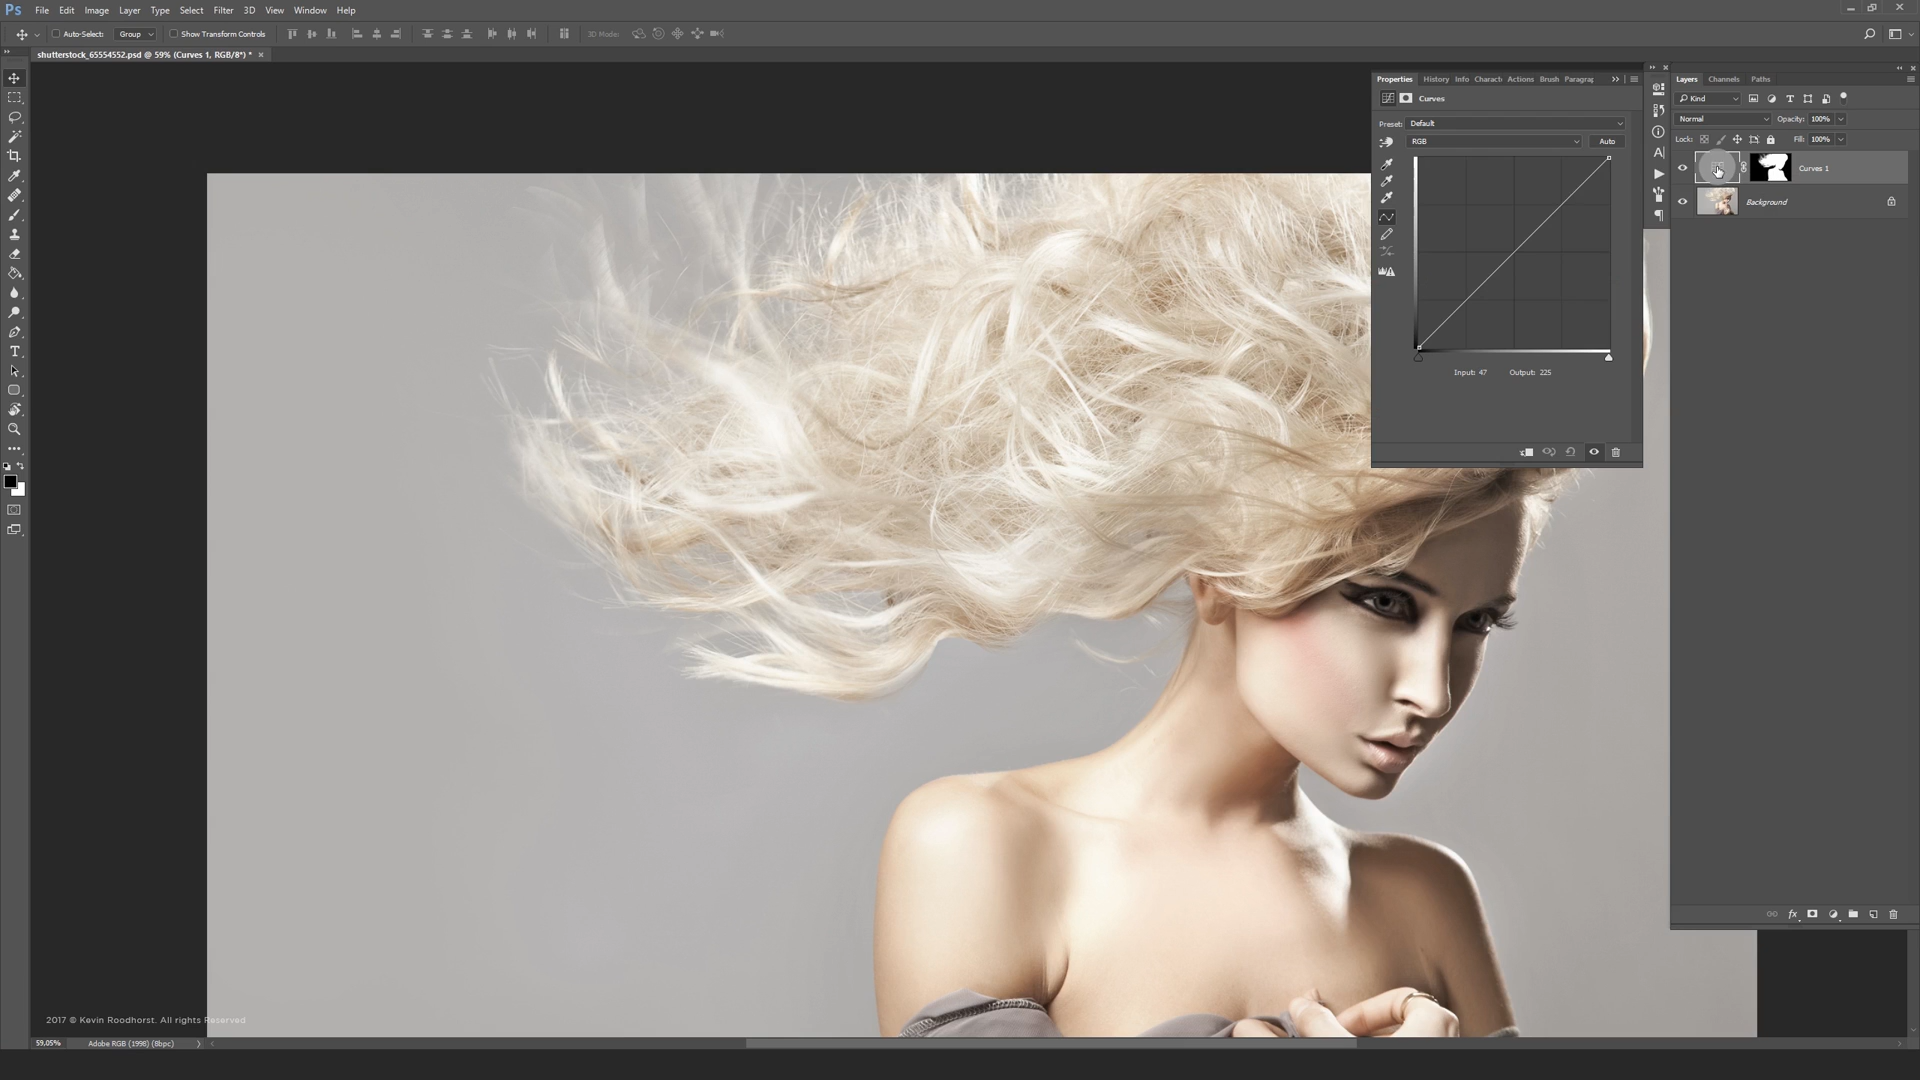 Ps File Edit Image Layer Type Select Filter 3D View Window Help
Auto-Select: Group Show Transform Controls 3D Mode:
shutterstock_65554552.psd @ 59% (Curves 1, RGB/8*) *
Properties History Info Charact Actions Brush Paragrap
Curves
Preset: Default
RGB Auto
Input: 47 Output: 225
Layers Channels Paths
Kind
Normal Opacity: 100%
Lock: Fill: 100%
Curves 1
Background
fx
2017 © Kevin Roodhorst. All rights Reserved
59,05% Adobe RGB (1998) (8bpc)